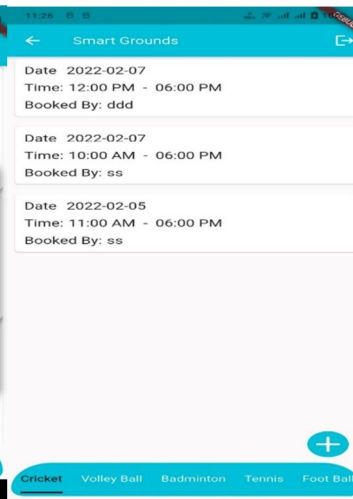 11:26
Smart Grounds
Date 2022-02-07
Time: 12:00 PM - 06:00 PM
Booked By: ddd
Date 2022-02-07
Time: 10:00 AM - 06:00 PM
Booked By: ss
Date 2022-02-05
Time: 11:00 AM - 06:00 PM
Booked By: ss
Cricket Volley Ball Badminton Tennis Foot Ball